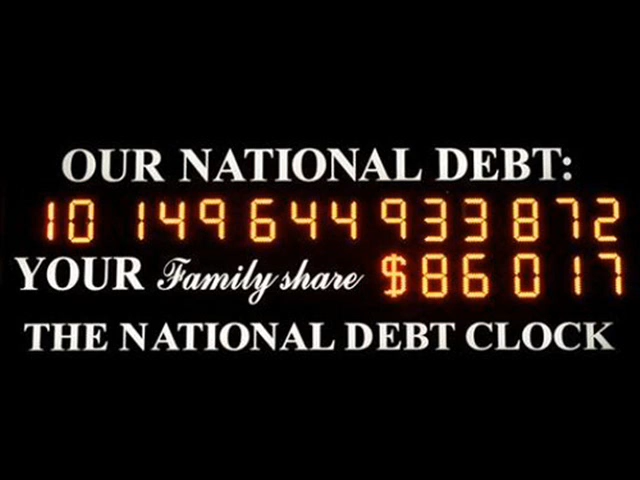 OUR NATIONAL DEBT:
10 149 644 933 872
YOUR Family share $86 017
THE NATIONAL DEBT CLOCK